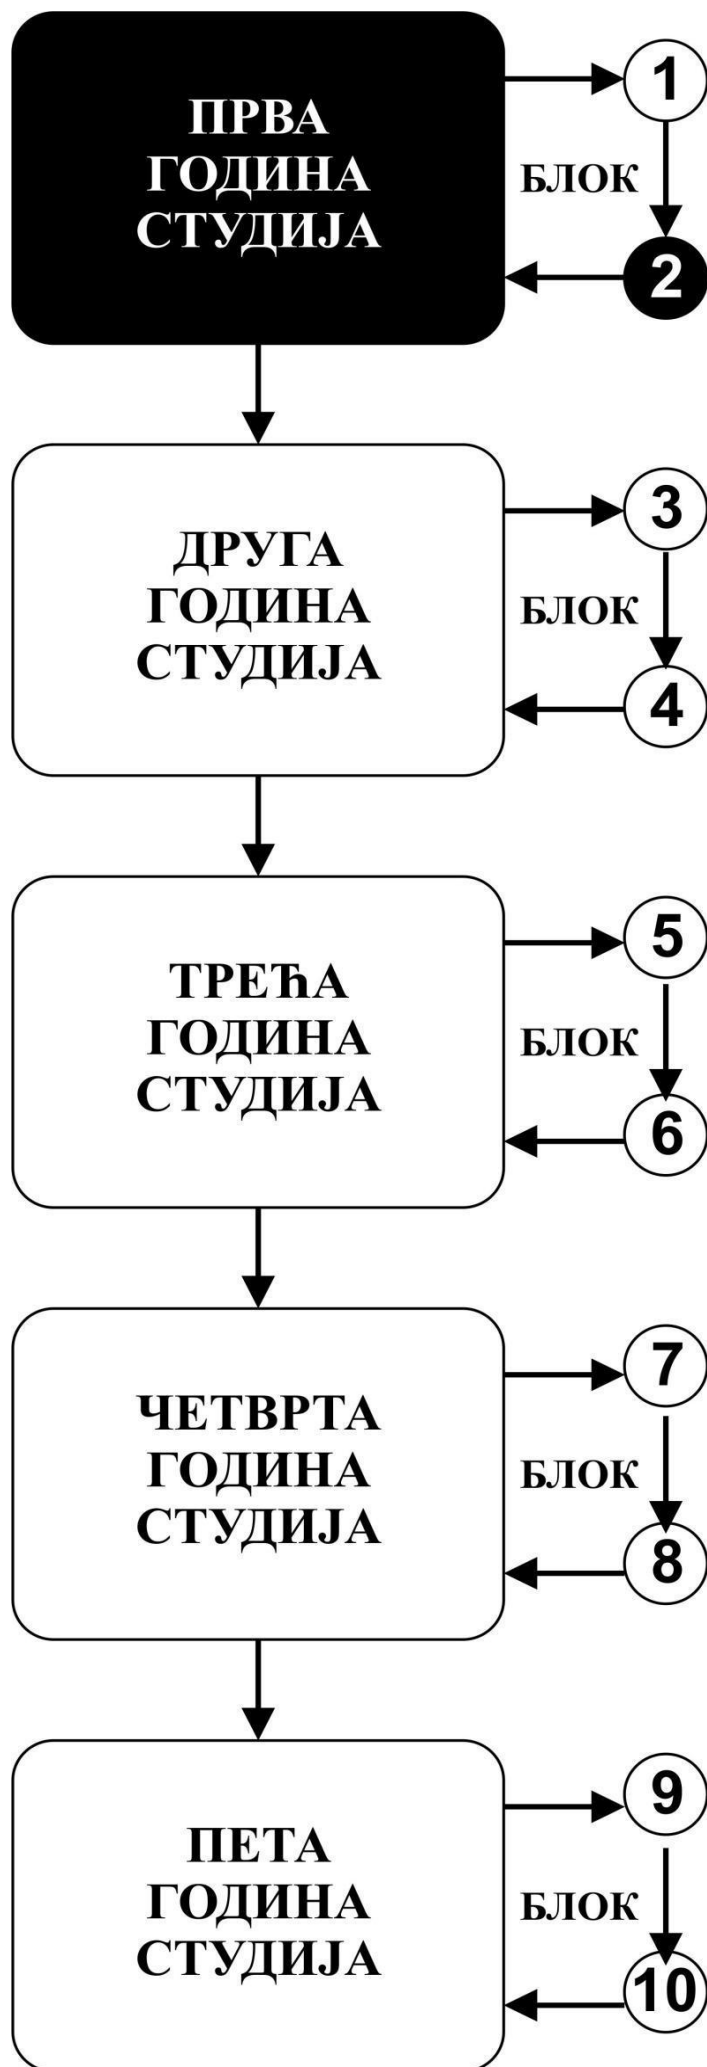 ПРВА
ГОДИНА
СТУДИЈА
1
БЛОК
2
ДРУГА
ГОДИНА
СТУДИЈА
3
БЛОК
4
ТРЕЋА
ГОДИНА
СТУДИЈА
5
БЛОК
6
ЧЕТВРТА
ГОДИНА
СТУДИЈА
7
БЛОК
8
ПЕТА
ГОДИНА
СТУДИЈА
9
БЛОК
10